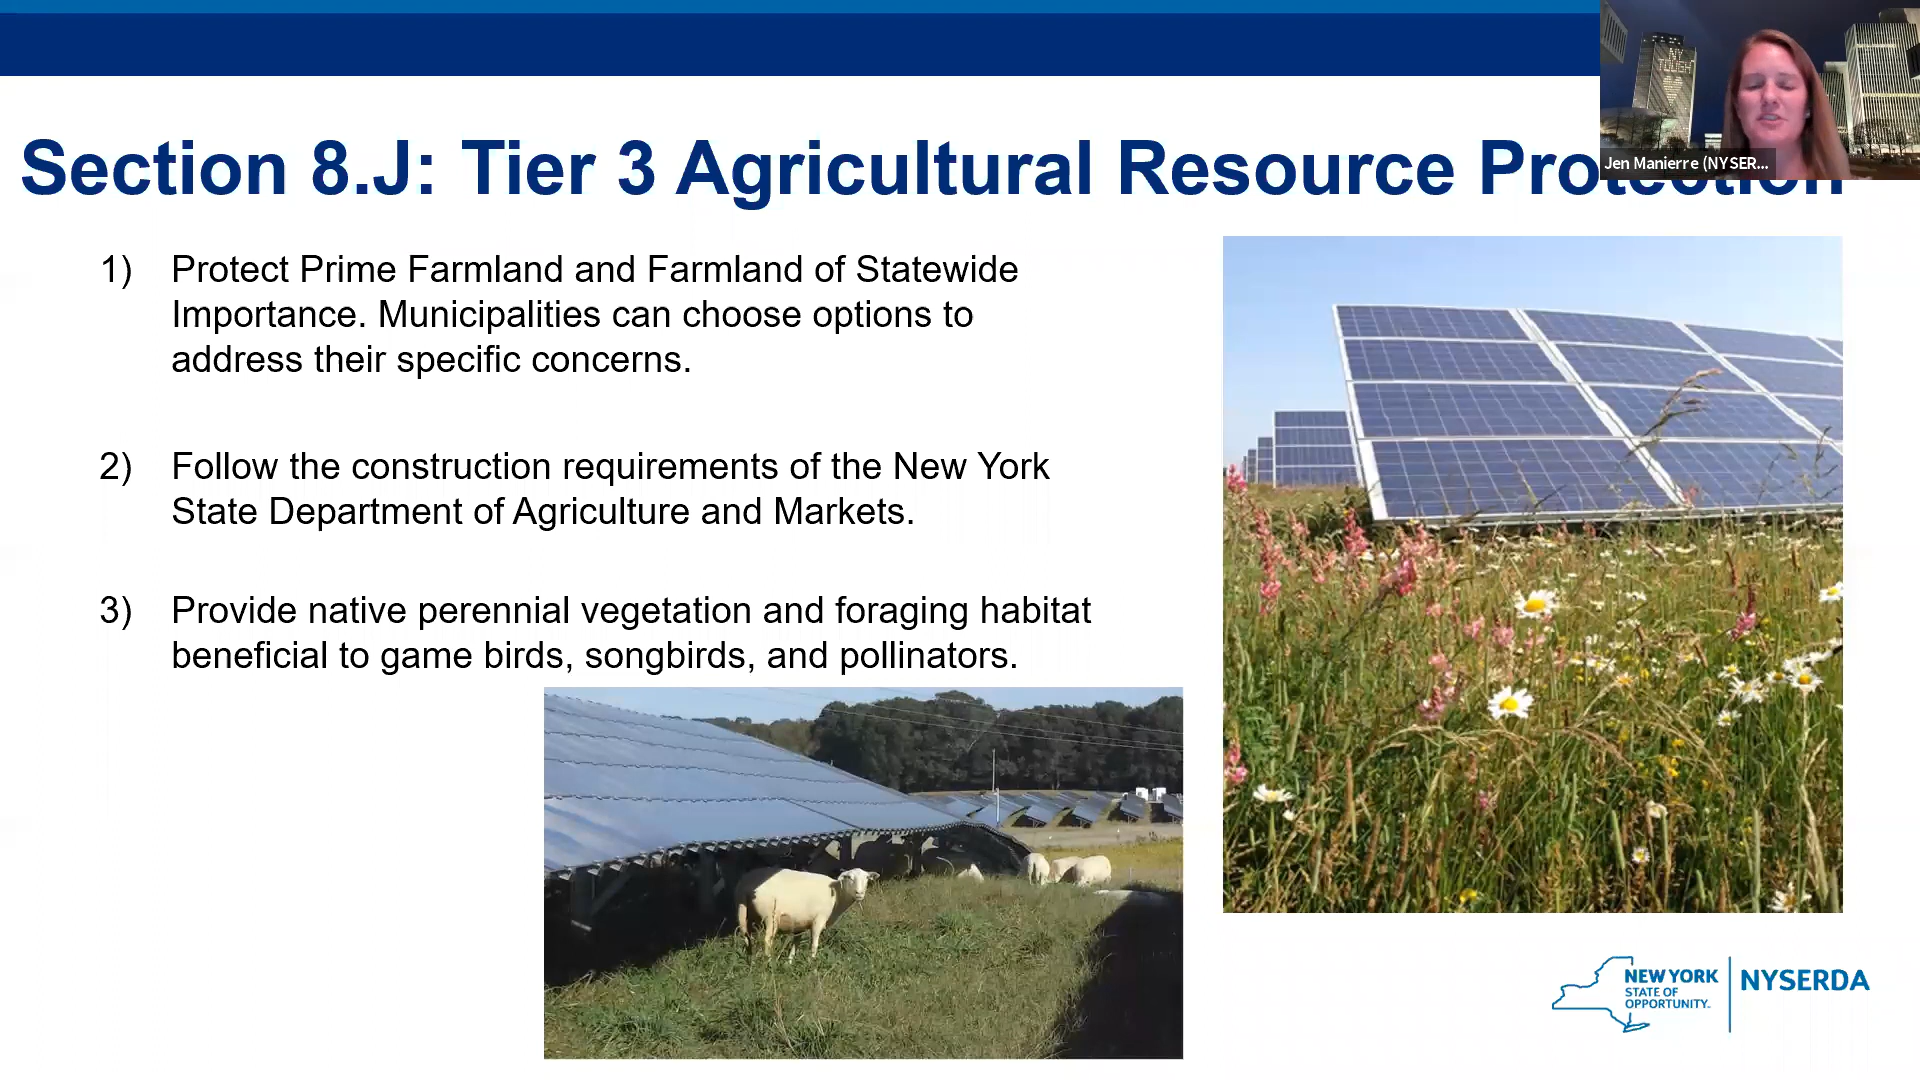 NY
TOUGH
Jen Manierre (NYSER...
Section 8.J: Tier 3 Agricultural Resource Protection
1) Protect Prime Farmland and Farmland of Statewide
Importance. Municipalities can choose options to
address their specific concerns.
2) Follow the construction requirements of the New York
State Department of Agriculture and Markets.
3) Provide native perennial vegetation and foraging habitat
beneficial to game birds, songbirds, and pollinators.
NEW YORK
STATE OF
OPPORTUNITY.
NYSERDA